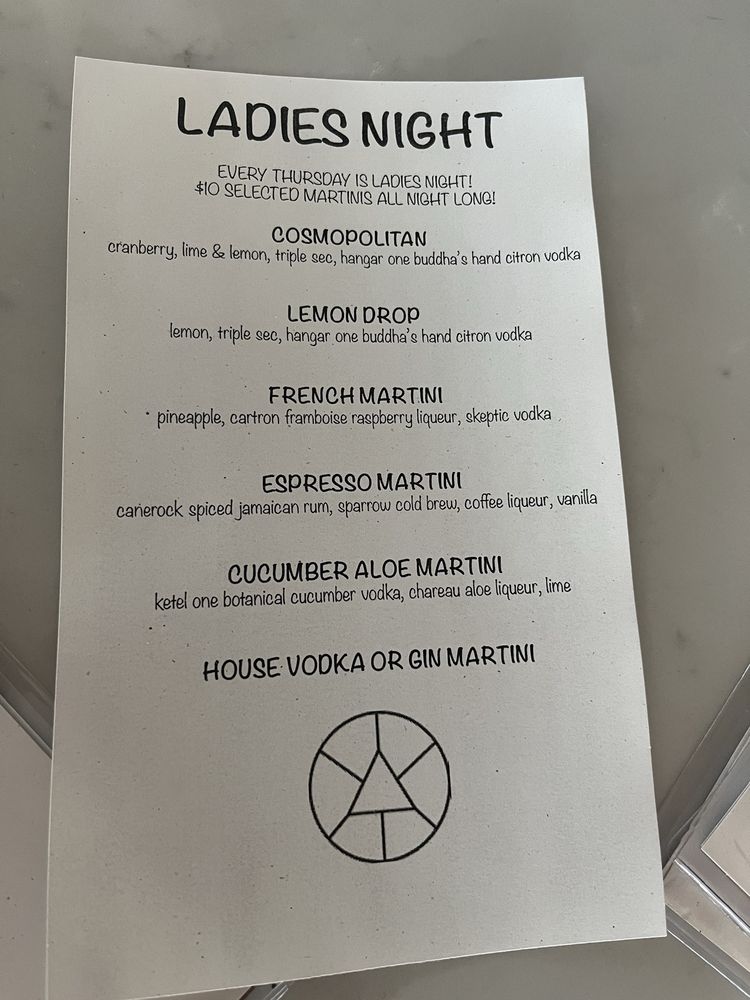 LADIES NIGHT
EVERY THURSDAY IS LADIES NIGHT!
$10 SELECTED MARTINIS ALL NIGHT LONG!
COSMOPOLITAN
cranberry, lime & lemon, triple sec, hangar one buddha's hand citron vodka
LEMON DROP
lemon, triple sec, hangar one buddha's hand citron vodka
FRENCH MARTINI
pineapple, cartron framboise raspberry liqueur, skeptic vodka
ESPRESSO MARTINI
canerock spiced jamaican rum, sparrow cold brew, coffee liqueur, vanilla
CUCUMBER ALOE MARTINI
ketel one botanical cucumber vodka, chareau aloe liqueur, lime
HOUSE VODKA OR GIN MARTINI